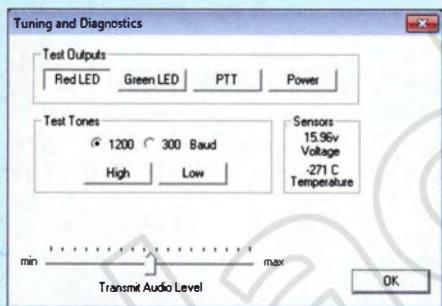 Tuning and Diagnostics
Test Outputs
Red LED Green LED PTT Power
Test Tones
1200 300 Baud
High Low
Sensors
15.96v
Voltage
-271 C
Temperature
min max
Transmit Audio Level
OK